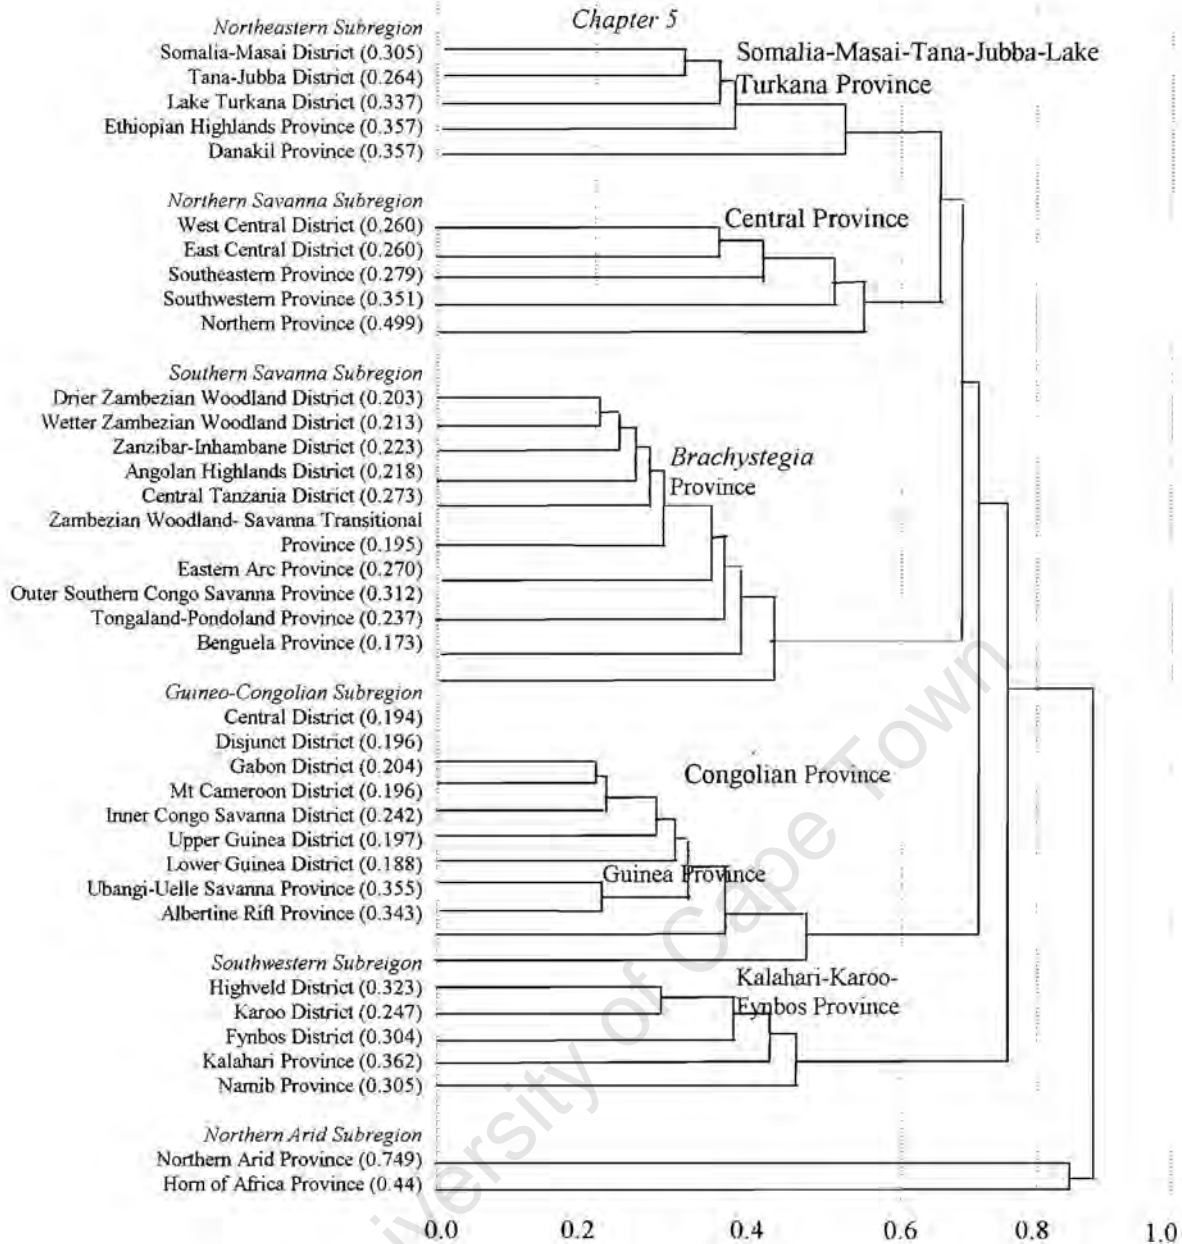 Chapter 5
Northeastern Subregion
Somalia-Masai District (0.305)
Tana-Jubba District (0.264)
Lake Turkana District (0.337)
Ethiopian Highlands Province (0.357)
Danakil Province (0.357)
Somalia-Masai-Tana-Jubba-Lake
Turkana Province
Northern Savanna Subregion
West Central District (0.260)
East Central District (0.260)
Southeastern Province (0.279)
Southwestern Province (0.351)
Northern Province (0.499)
Central Province
Southern Savanna Subregion
Drier Zambezian Woodland District (0.203)
Wetter Zambezian Woodland District (0.213)
Zanzibar-Inhambane District (0.223)
Angolan Highlands District (0.218)
Central Tanzania District (0.273)
Zambezian Woodland- Savanna Transitional
Province (0.195)
Eastern Arc Province (0.270)
Outer Southern Congo Savanna Province (0.312)
Tongaland-Pondoland Province (0.237)
Benguela Province (0.173)
Brachystegia
Province
Guineo-Congolian Subregion
Central District (0.194)
Disjunct District (0.196)
Gabon District (0.204)
Mt Cameroon District (0.196)
Inner Congo Savanna District (0.242)
Upper Guinea District (0.197)
Lower Guinea District (0.188)
Ubangi-Uelle Savanna Province (0.355)
Albertine Rift Province (0.343)
Congolian Province
Guinea Province
Southwestern Subreigon
Highveld District (0.323)
Karoo District (0.247)
Fynbos District (0.304)
Kalahari Province (0.362)
Namib Province (0.305)
Kalahari-Karoo-
Fynbos Province
Northern Arid Subregion
Northern Arid Province (0.749)
Horn of Africa Province (0.44)
0.0 0.2 0.4 0.6 0.8 1.0
iversity of Cape Town